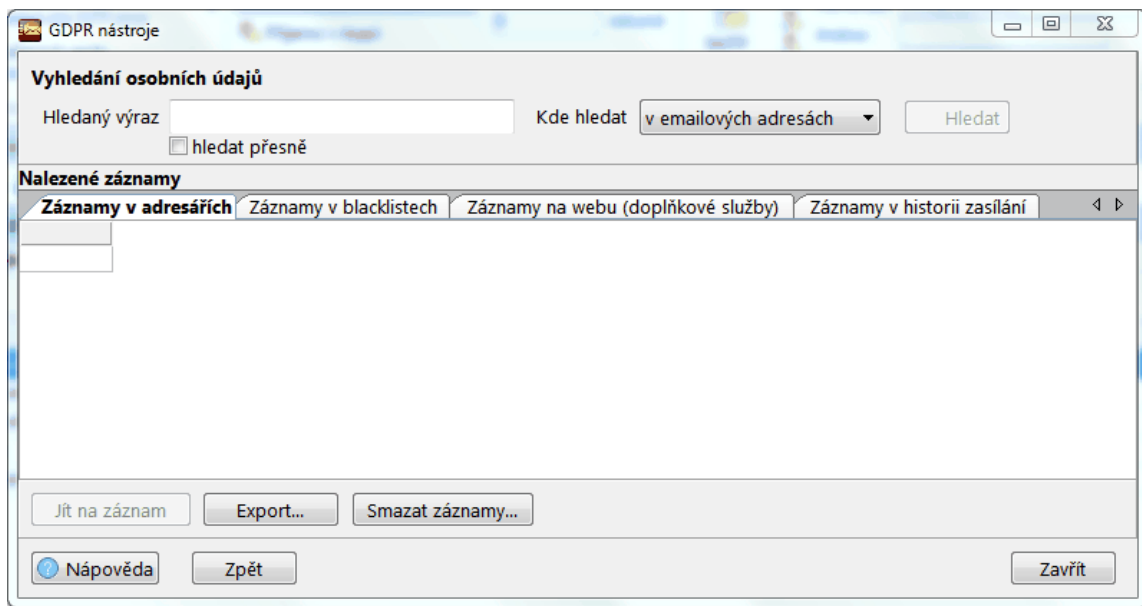 GDPR nástroje
Vyhledání osobních údajů
Hledaný výraz
Kde hledat
v emailových adresách
Hledat
hledat přesně
Nalezené záznamy
Záznamy v adresářích
Záznamy v blacklistech
Záznamy na webu (doplňkové služby)
Záznamy v historii zasílání
Jít na záznam
Export...
Smazat záznamy...
Nápověda
Zpět
Zavřít